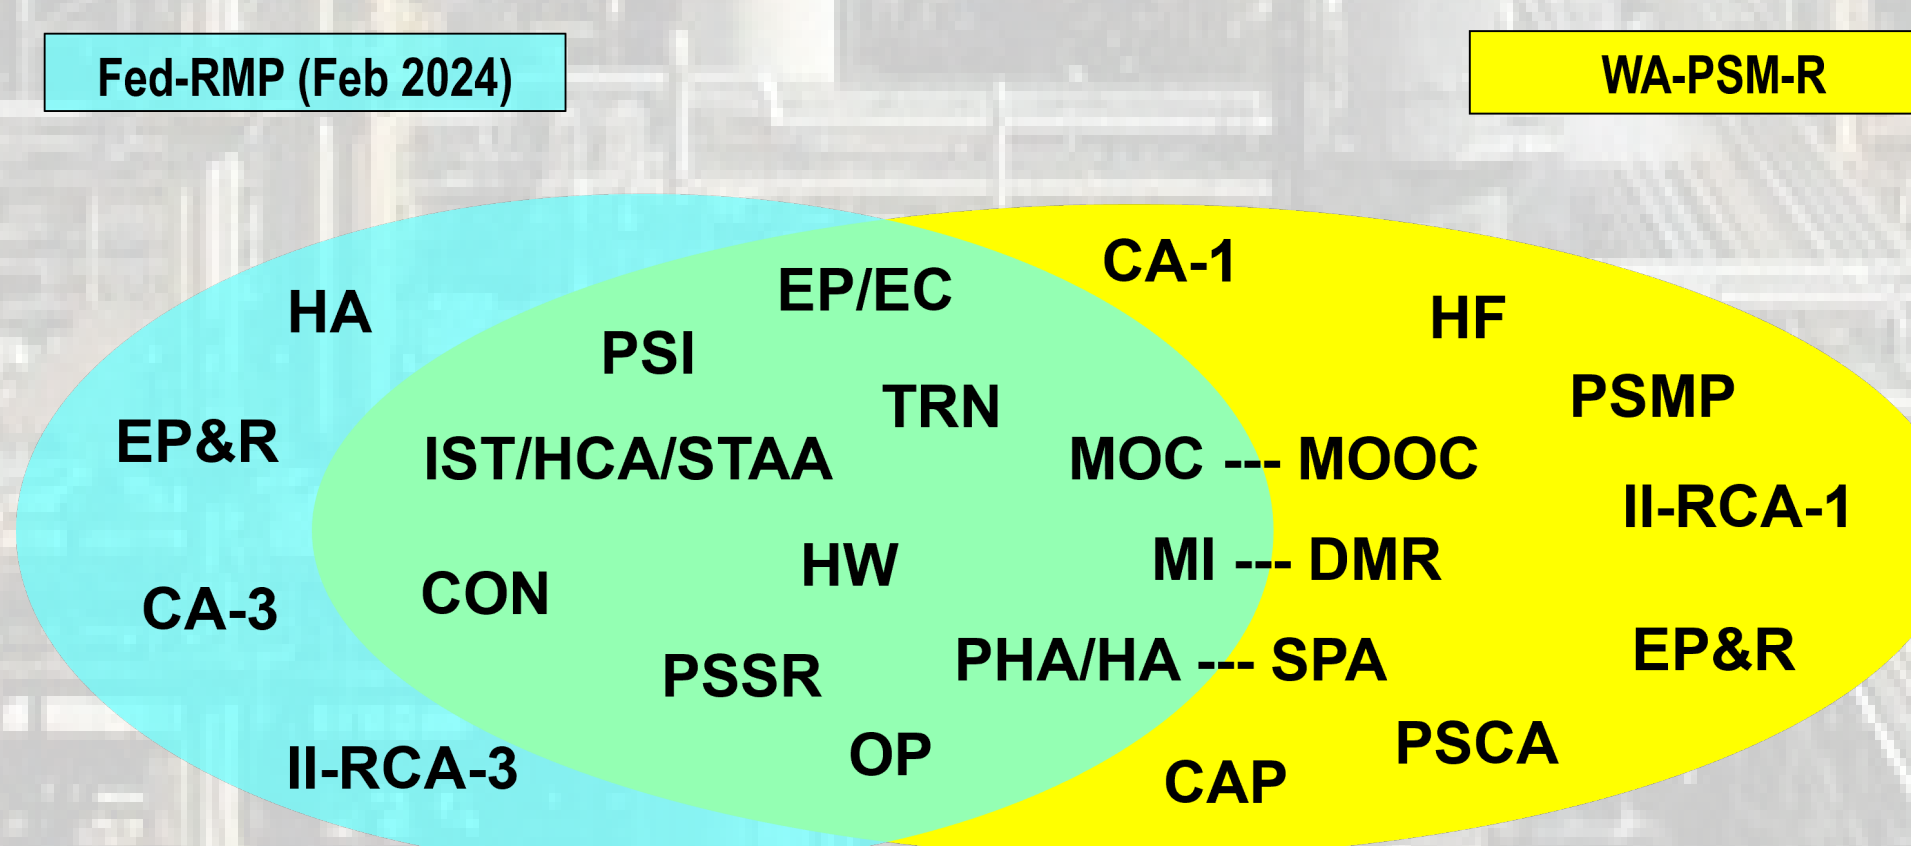 Fed-RMP (Feb 2024)
WA-PSM-R
CA-1
EP/EC
HA
HF
PSI
PSMP
TRN
EP&R
IST/HCA/STAA
MOC --- MOOC
II-RCA-1
HW
MI --- DMR
CON
CA-3
EP&R
PHA/HA --- SPA
PSSR
PSCA
OP
II-RCA-3
CAP